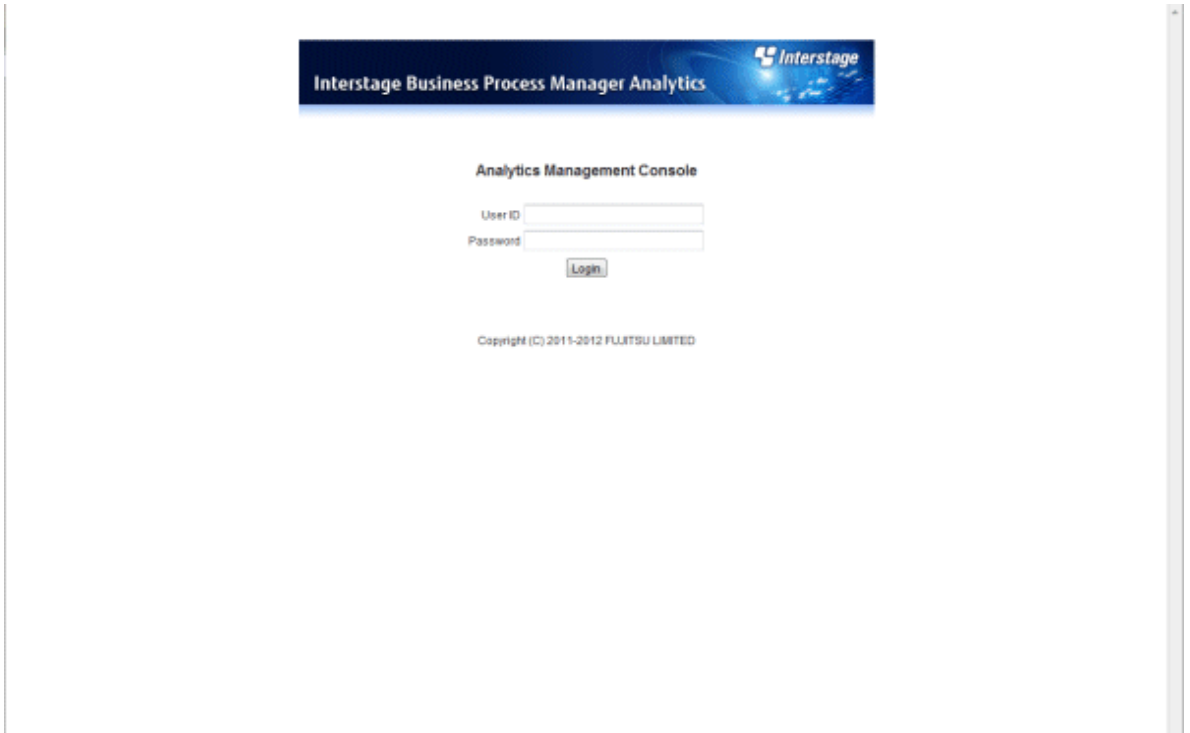 Interstage
Interstage Business Process Manager Analytics
Analytics Management Console
User ID
Password
Login
Copyright (C) 2011-2012 FUJITSU LIMITED